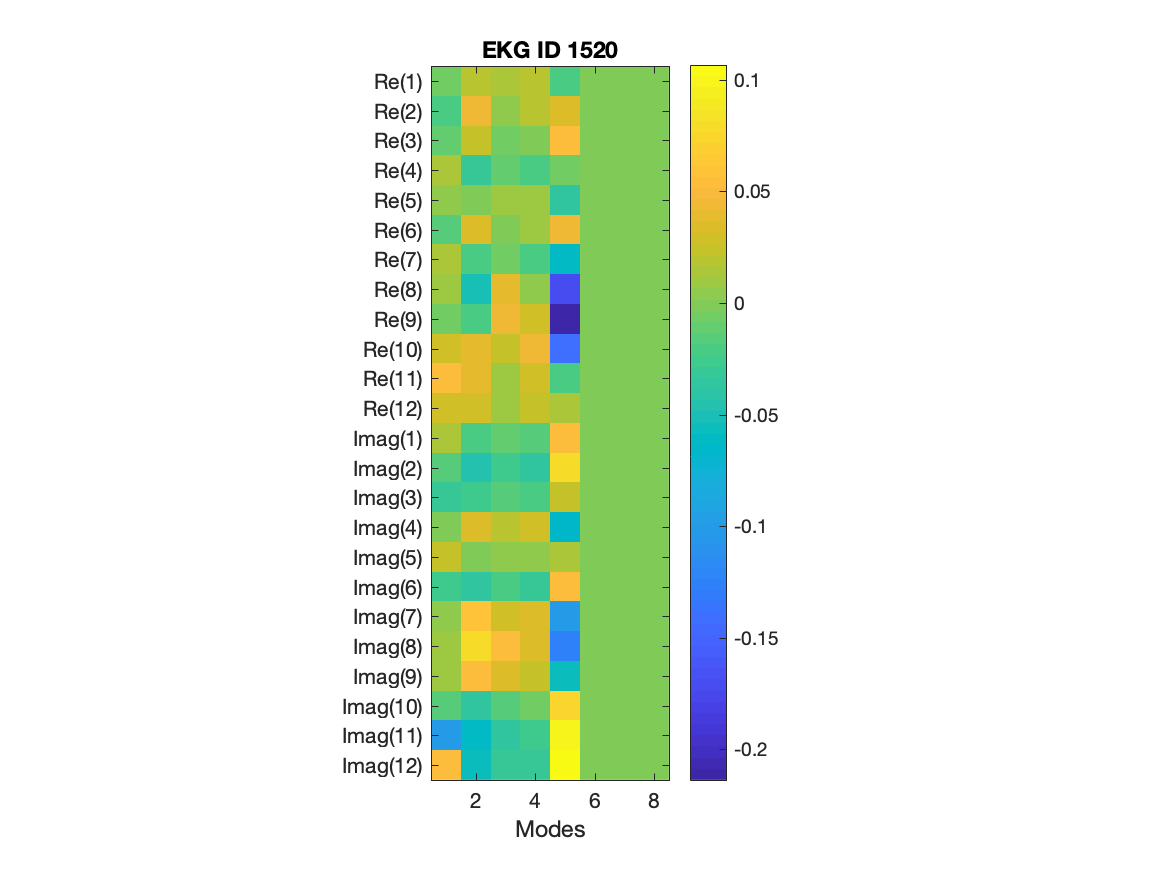 EKG ID 1520
Re(1)
Re(2)
Re(3)
Re(4)
Re(5)
Re(6)
Re(7)
Re(8)
Re(9)
Re(10)
Re(11)
Re(12)
Imag(1)
Imag(2)
Imag(3)
Imag(4)
Imag(5)
Imag(6)
Imag(7)
Imag(8)
Imag(9)
Imag(10)
Imag(11)
Imag(12)
2 4 6 8
Modes
0.1
0.05
0
-0.05
-0.1
-0.15
-0.2